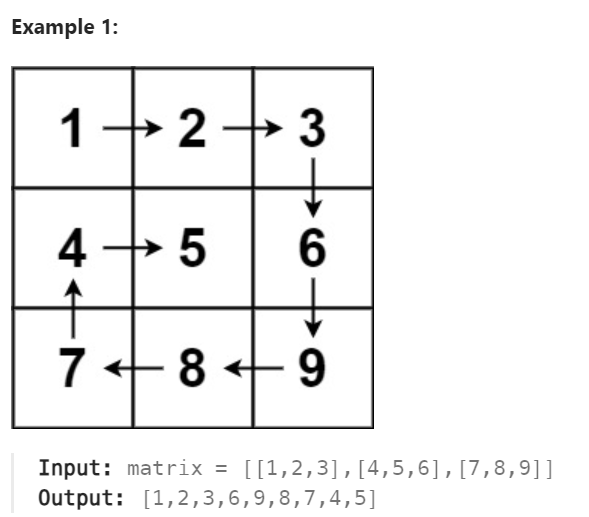 Example 1:
1 2 3
4 5 6
7 8 9
Input: matrix = [[1,2,3],[4,5,6],[7,8,9]]
Output: [1,2,3,6,9,8,7,4,5]